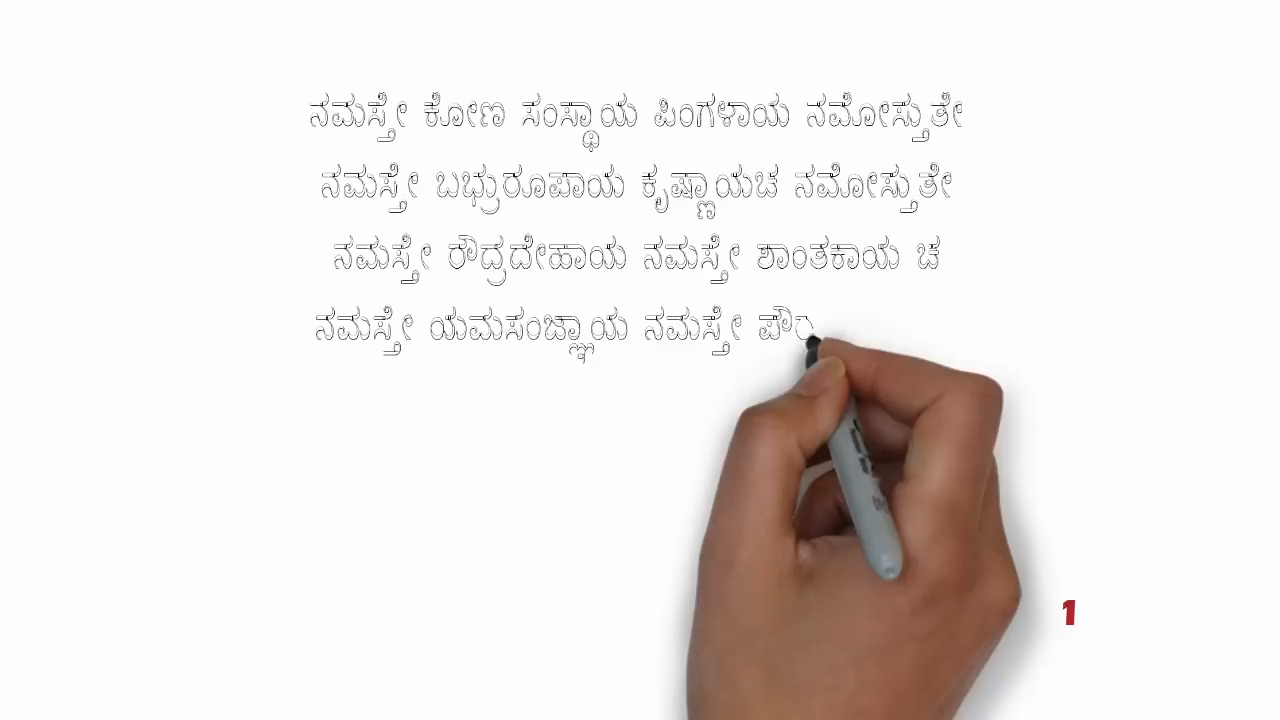 ನಮಸ್ತೇ ಕೋಣ ಸಂಸ್ಥಾಯ ಪಿಂಗಳಾಯ ನಮೋಸ್ತುತೇ
ನಮಸ್ತೇ ಬಭ್ರುರೂಪಾಯ ಕೃಷ್ಣಾಯಚ ನಮೋಸ್ತುತೇ
ನಮಸ್ತೇ ರೌದ್ರದೇಹಾಯ ನಮಸ್ತೇ ಶಾಂತಕಾಯ ಚ
ನಮಸ್ತೇ ಯಮಸಂಜ್ಞಾಯ ನಮಸ್ತೇ
1